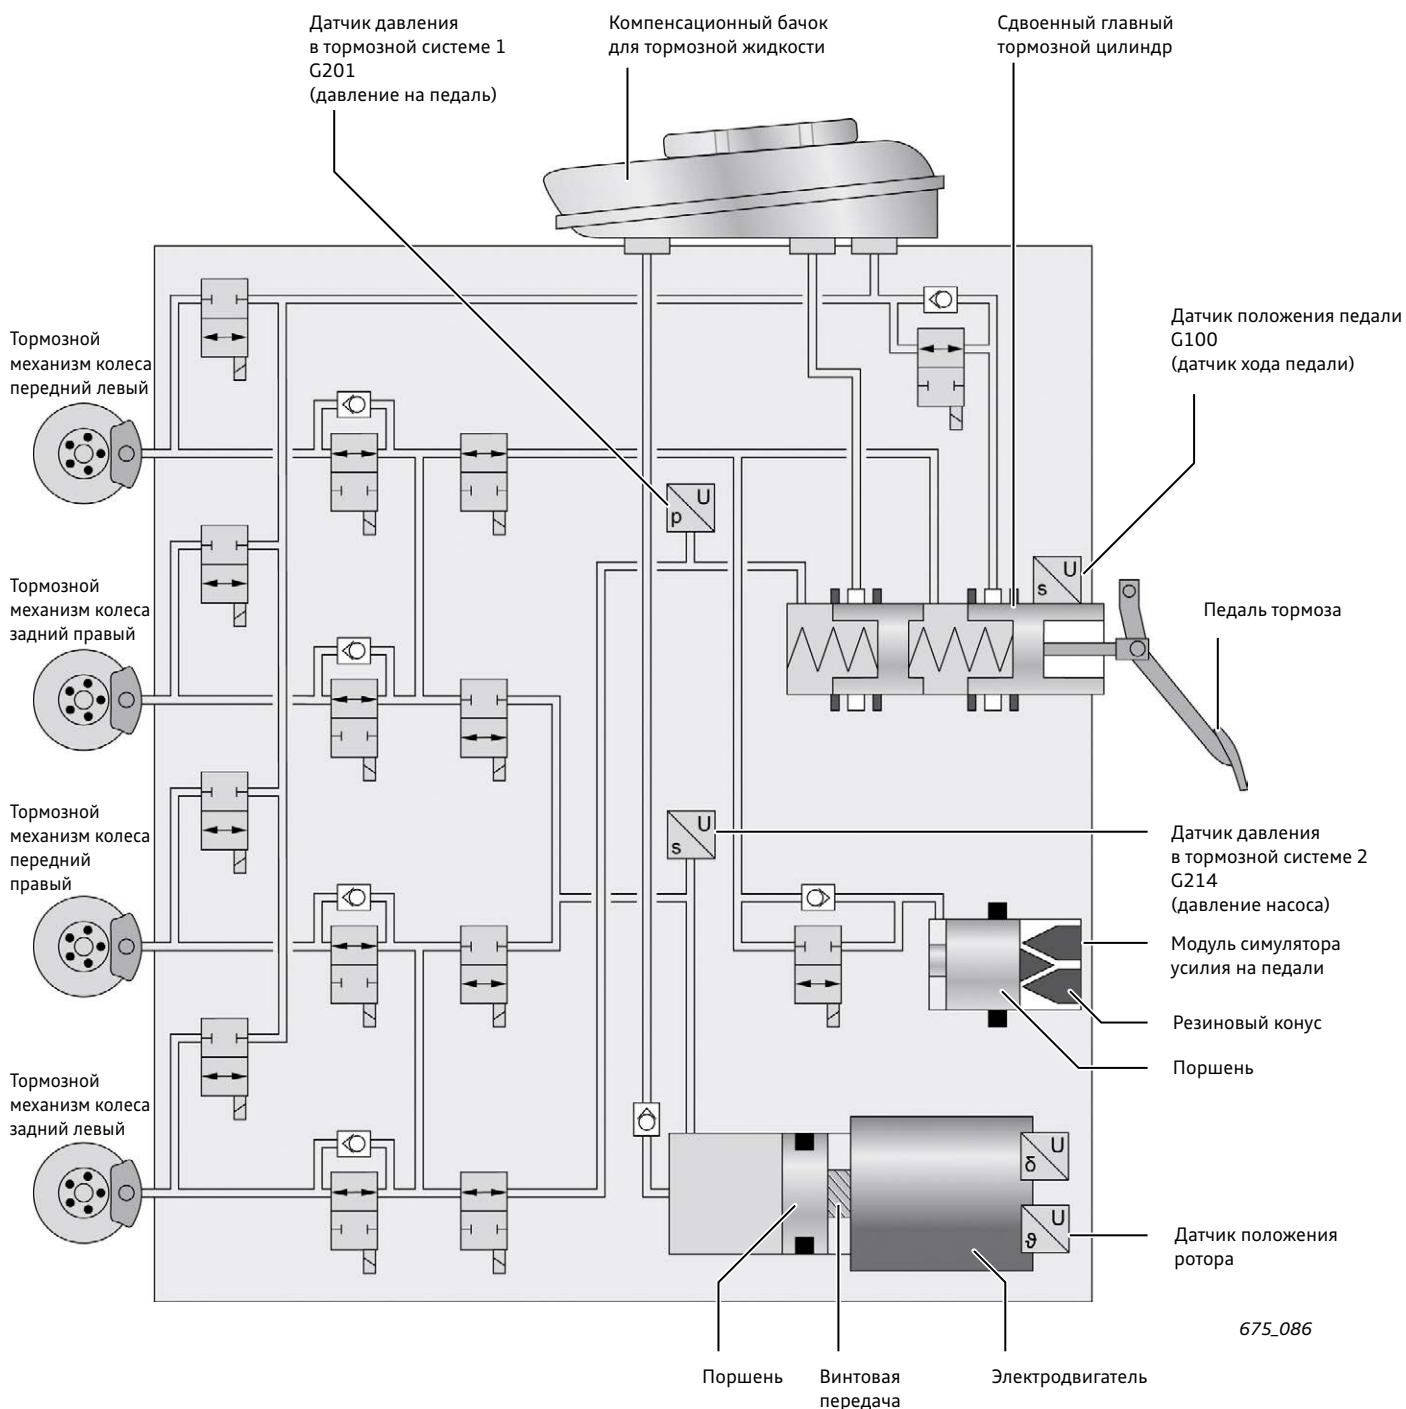 Датчик давления
в тормозной системе 1
G201
(давление на педаль)
Компенсационный бачок
для тормозной жидкости
Сдвоенный главный
тормозной цилиндр
Датчик положения педали
G100
(датчик хода педали)
Тормозной
механизм колеса
передний левый
U
p
Тормозной
механизм колеса
задний правый
U
s
Педаль тормоза
Тормозной
механизм колеса
передний
правый
U
s
Датчик давления
в тормозной системе 2
G214
(давление насоса)
Модуль симулятора
усилия на педали
Резиновый конус
Поршень
Тормозной
механизм колеса
задний левый
U
δ
U
ϑ
Датчик положения
ротора
675_086
Поршень
Винтовая
передача
Электродвигатель